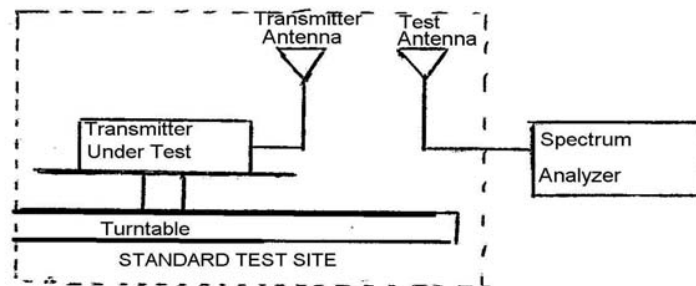 Transmitter
Antenna
Test
Antenna
Transmitter
Under Test
Spectrum
Analyzer
Turntable
STANDARD TEST SITE